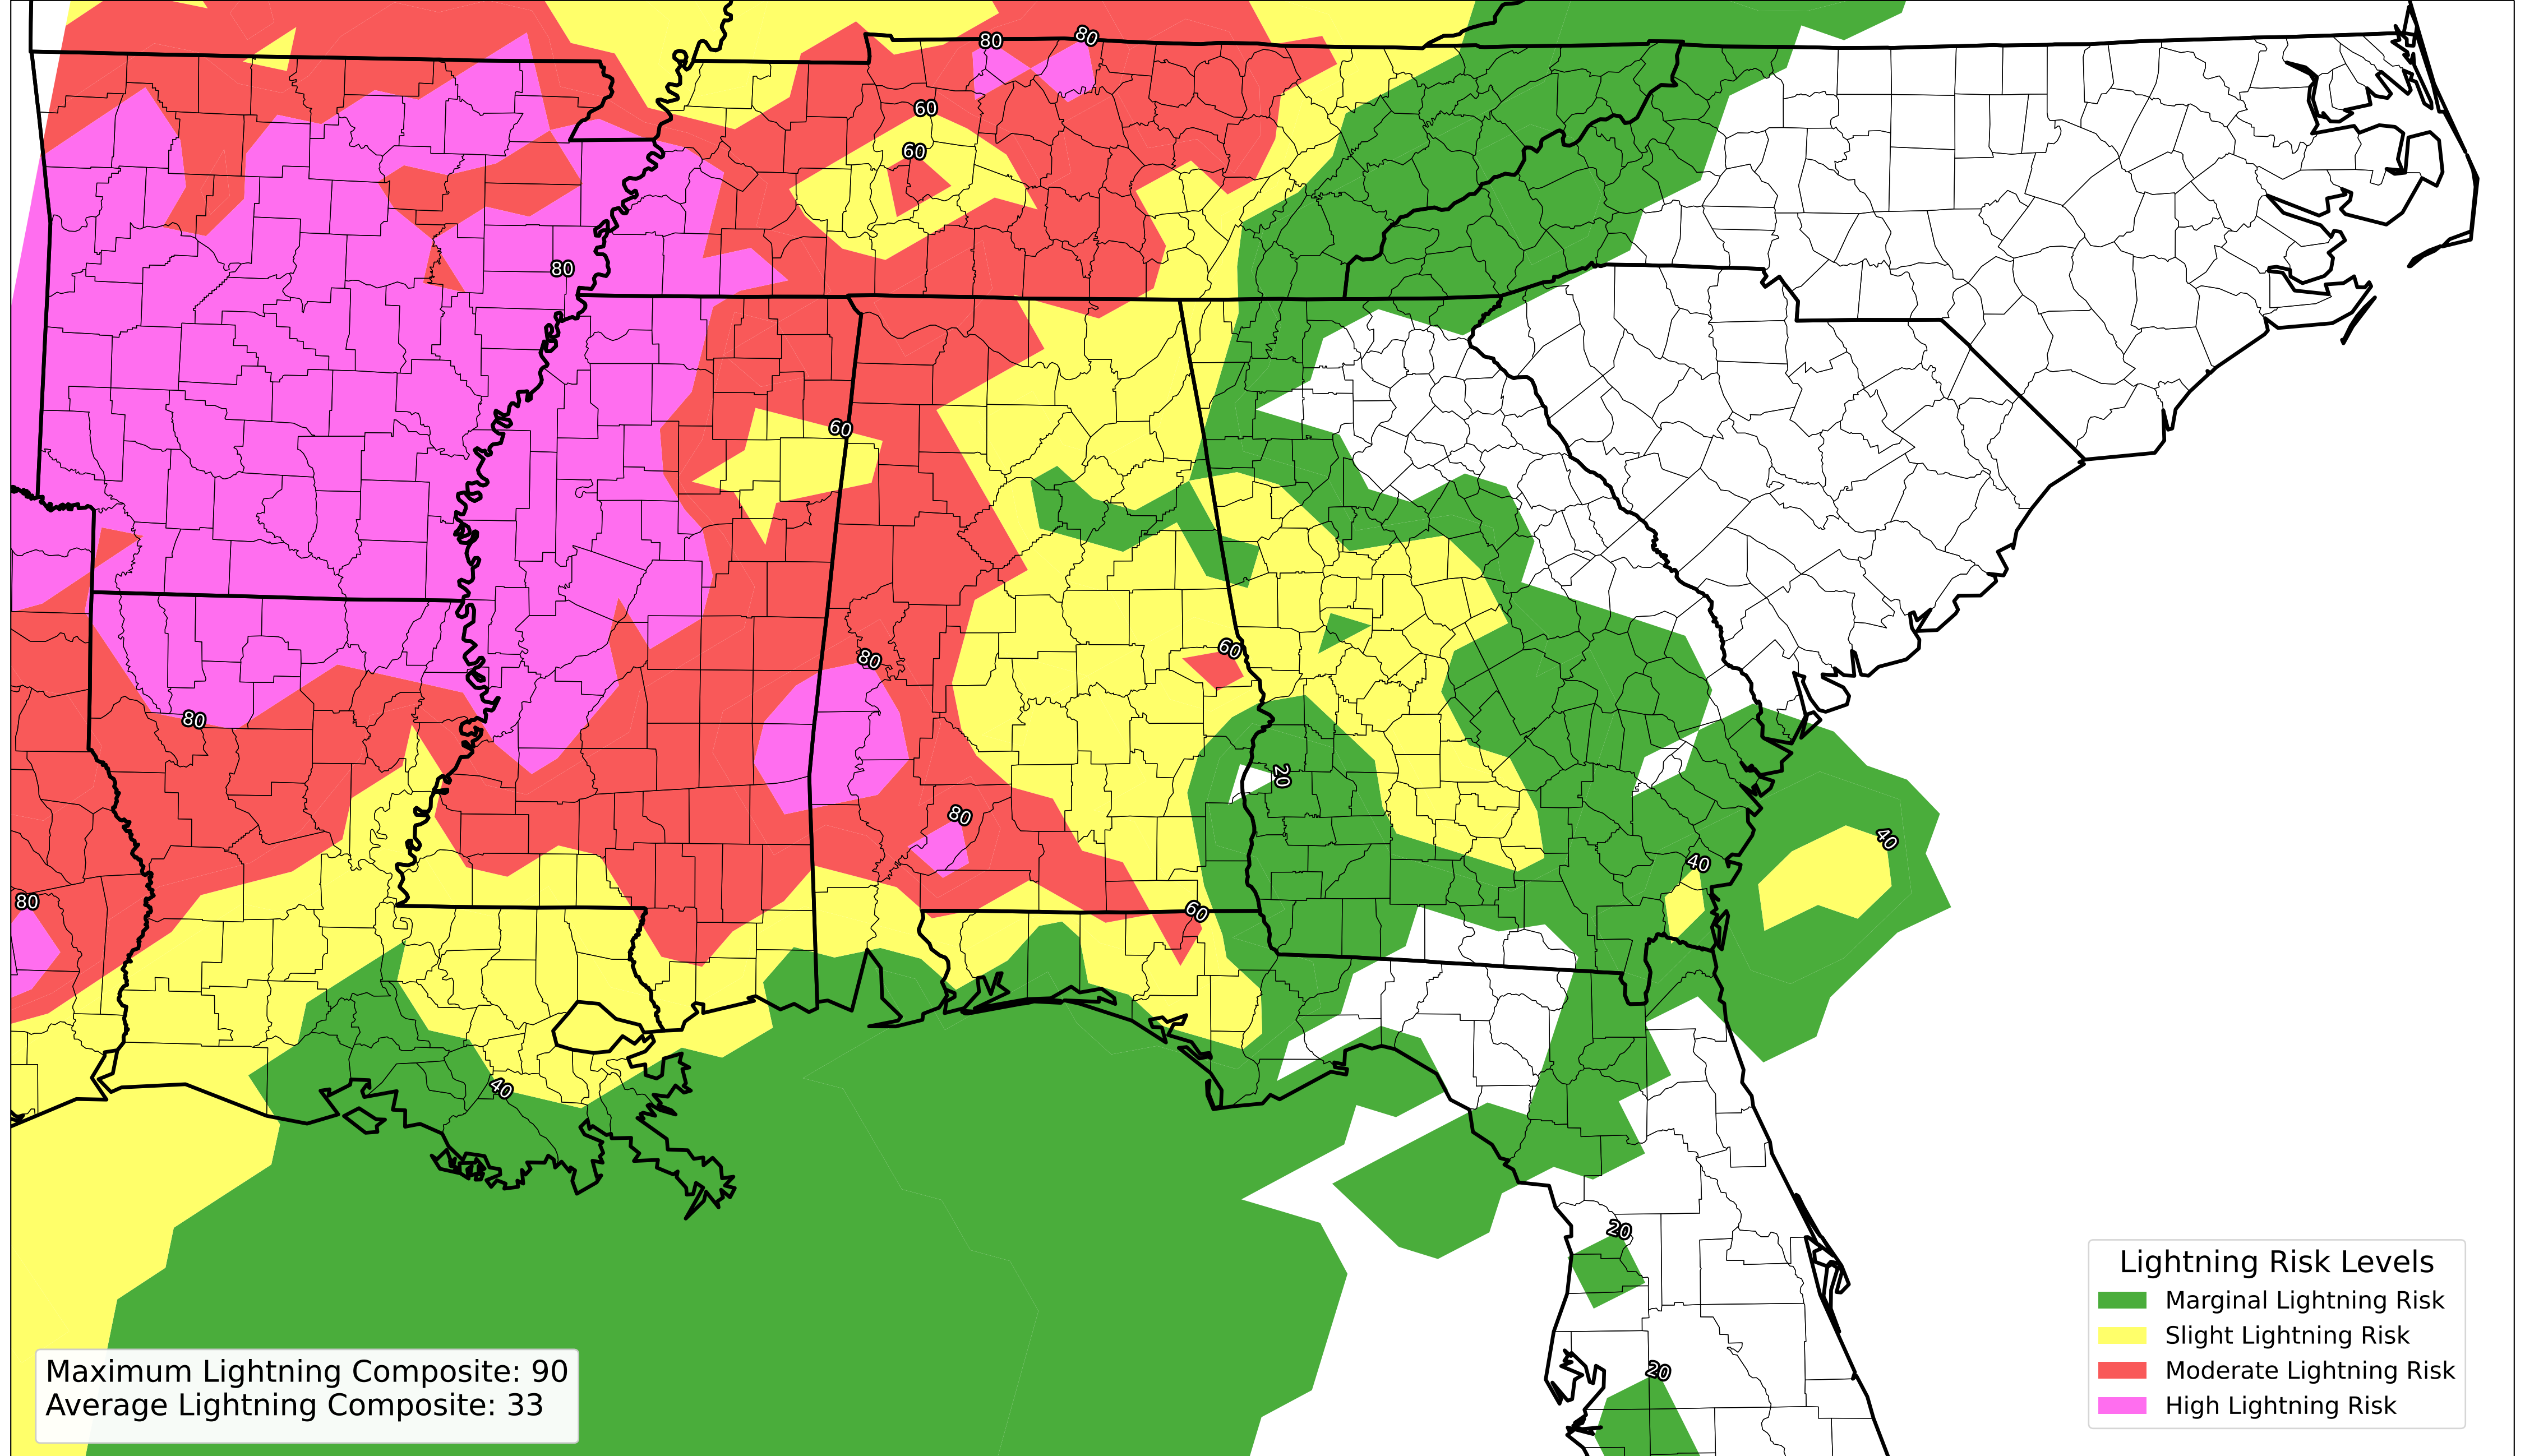 80
80
60
60
80
60
60
80
80
20
80
40
40
80
60
40
20
20
Lightning Risk Levels
Marginal Lightning Risk
Slight Lightning Risk
Moderate Lightning Risk
High Lightning Risk
Maximum Lightning Composite: 90
Average Lightning Composite: 33